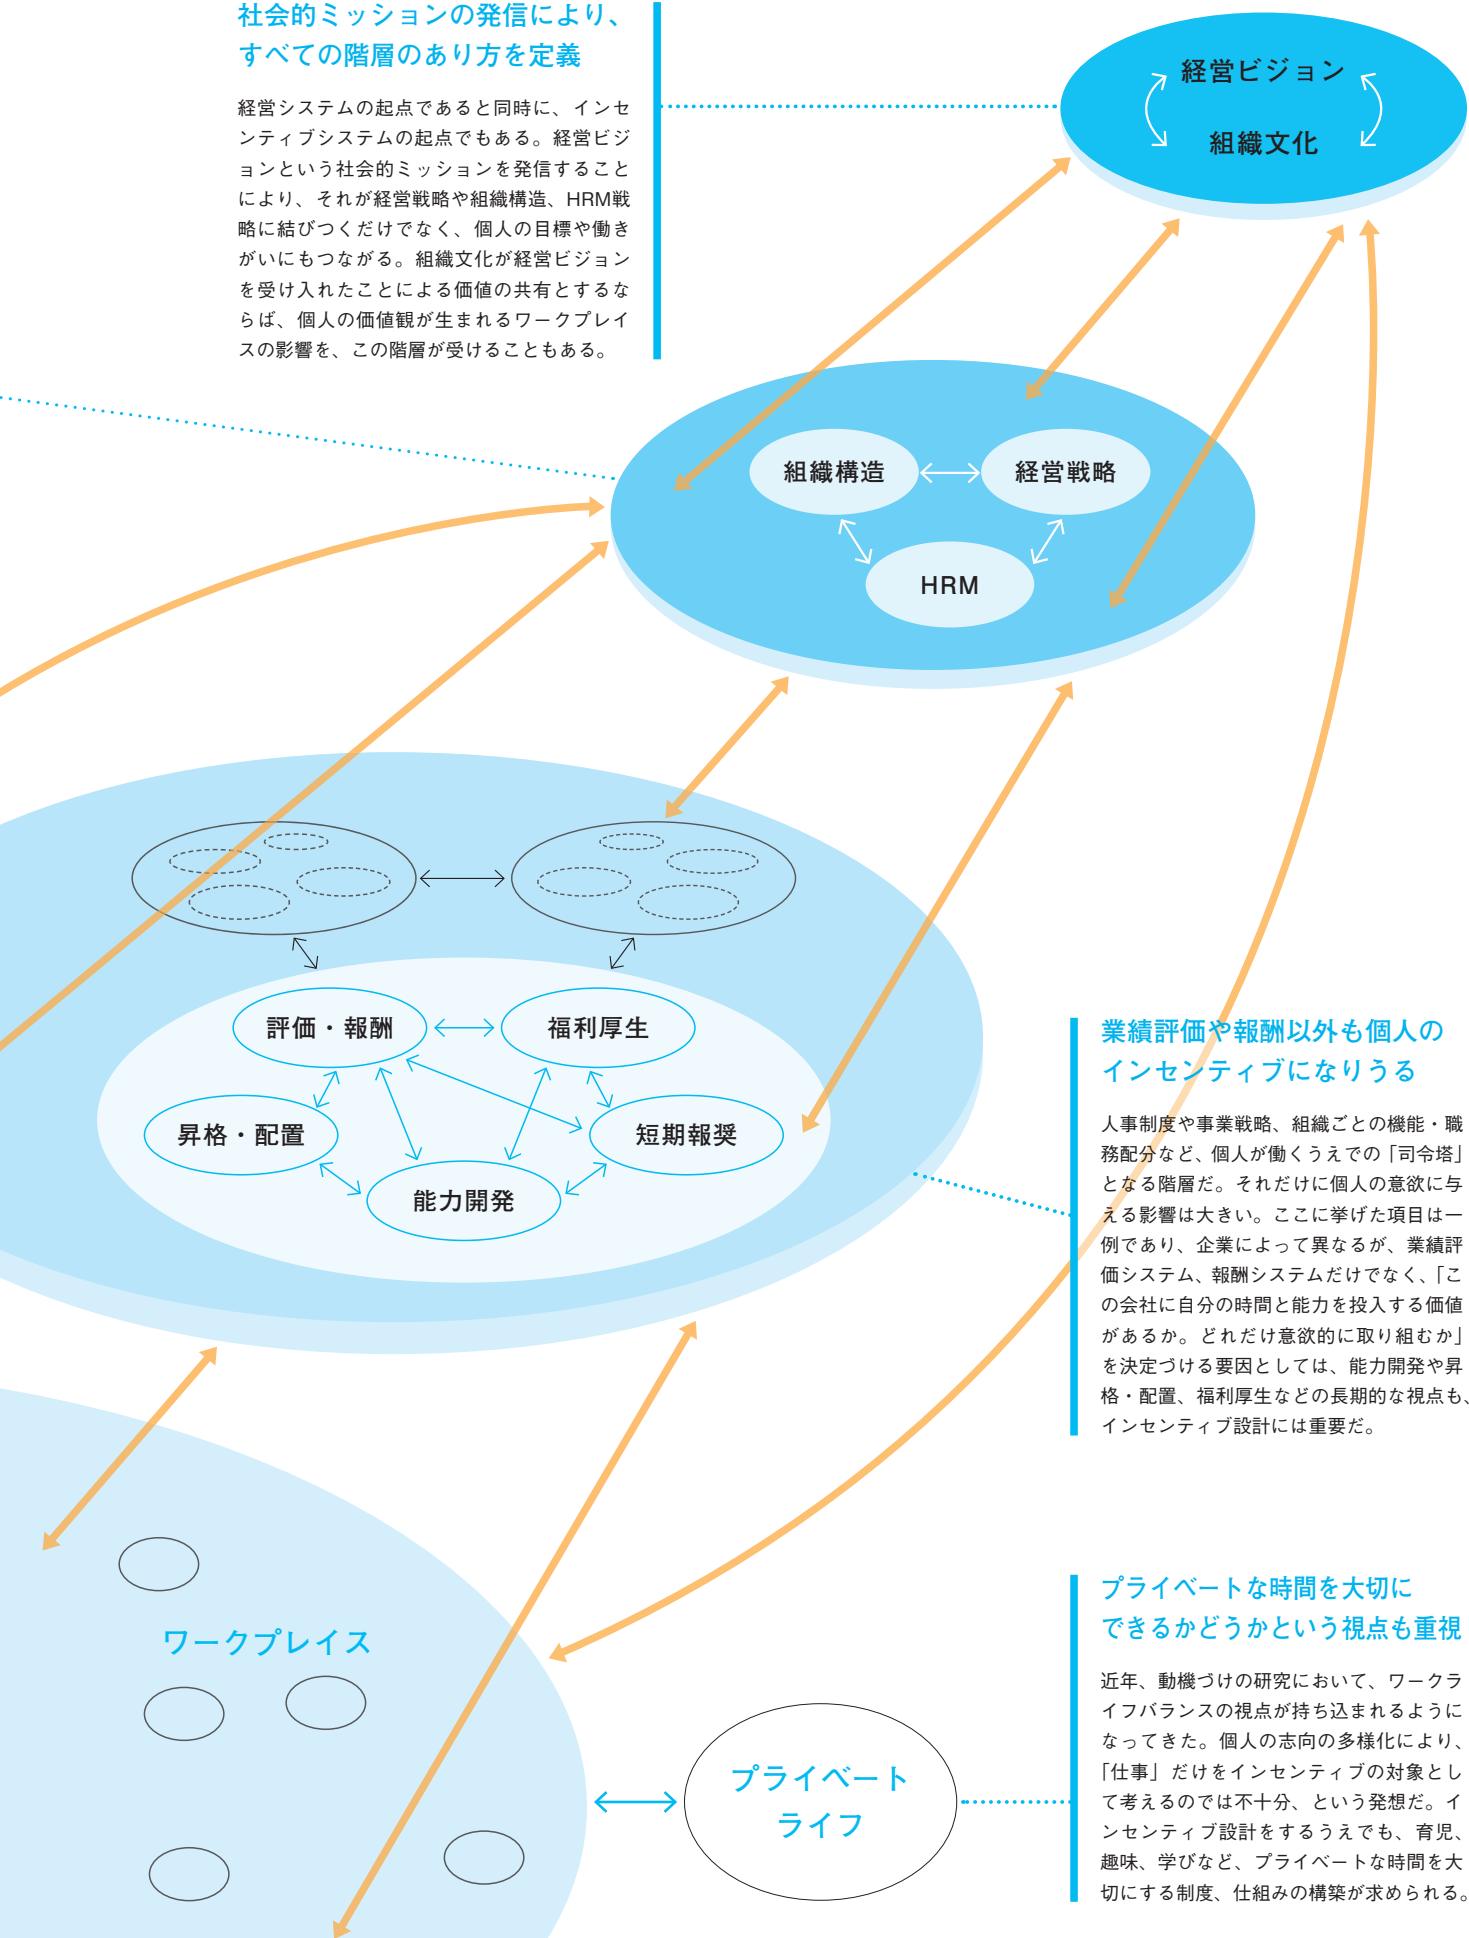 社会的ミッションの発信により、
すべての階層のあり方を定義
経営システムの起点であると同時に、インセ
ンティブシステムの起点でもある。経営ビジ
ョンという社会的ミッションを発信すること
により、それが経営戦略や組織構造、HRM戦
略に結びつくだけでなく、個人の目標や働き
がいにもつながる。組織文化が経営ビジョン
を受け入れたことによる価値の共有とするな
らば、個人の価値観が生まれるワークプレイ
スの影響を、この階層が受けることもある。
経営ビジョン
組織文化
組織構造
経営戦略
HRM
評価・報酬
福利厚生
昇格・配置
短期報奨
能力開発
業績評価や報酬以外も個人の
インセンティブになりうる
人事制度や事業戦略、組織ごとの機能・職
務配分など、個人が働くうえでの「司令塔」
となる階層だ。それだけに個人の意欲に与
える影響は大きい。ここに挙げた項目は一
例であり、企業によって異なるが、業績評
価システム、報酬システムだけでなく、「こ
の会社に自分の時間と能力を投入する価値
があるか。どれだけ意欲的に取り組むか」
を決定づける要因としては、能力開発や昇
格・配置、福利厚生などの長期的な視点も、
インセンティブ設計には重要だ。
ワークプレイス
プライベート
ライフ
プライベートな時間を大切に
できるかどうかという視点も重視
近年、動機づけの研究において、ワークラ
イフバランスの視点が持ち込まれるように
なってきた。個人の志向の多様化により、
「仕事」だけをインセンティブの対象とし
て考えるのでは不十分、という発想だ。イ
ンセンティブ設計をするうえでも、育児、
趣味、学びなど、プライベートな時間を大
切にする制度、仕組みの構築が求められる。